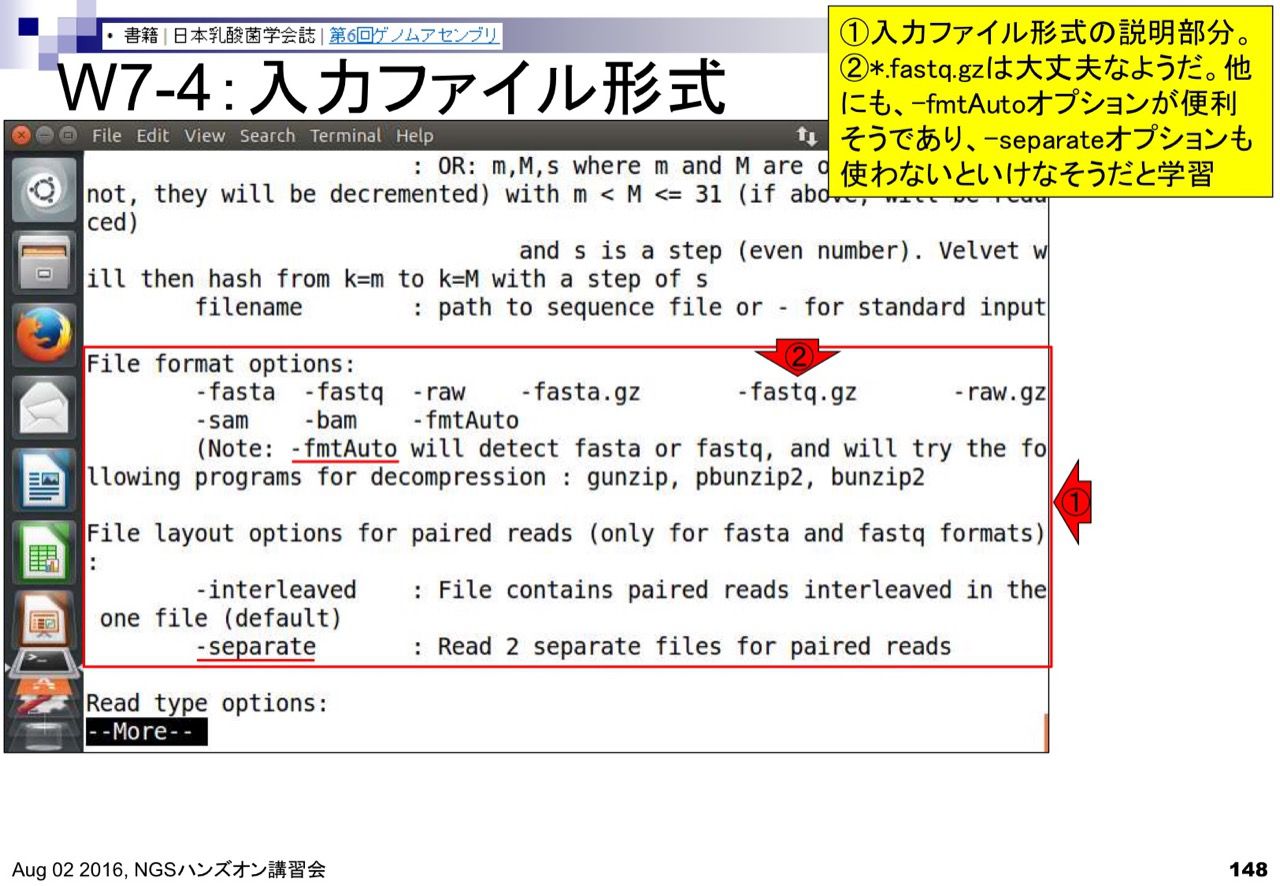 • 書籍 | 日本乳酸菌学会誌 | 第6回ゲノムアセンブリ
W7-4：入力ファイル形式
①入力ファイル形式の説明部分。
②*.fastq.gzは大丈夫なようだ。他
にも、–fmtAutoオプションが便利
そうであり、–separateオプションも
使わないといけなそうだと学習
File Edit View Search Terminal Help
: OR: m,M,s where m and M are o
not, they will be decremented) with m < M <= 31 (if above, will be redu
ced)
and s is a step (even number). Velvet w
ill then hash from k=m to k=M with a step of s
filename : path to sequence file or - for standard input
②
File format options:
-fasta -fastq -raw -fasta.gz -fastq.gz -raw.gz
-sam -bam -fmtAuto
(Note: -fmtAuto will detect fasta or fastq, and will try the fo
llowing programs for decompression : gunzip, pbunzip2, bunzip2
①
File layout options for paired reads (only for fasta and fastq formats)
:
-interleaved : File contains paired reads interleaved in the
one file (default)
-separate : Read 2 separate files for paired reads
Read type options:
--More--
Aug 02 2016, NGSハンズオン講習会
148